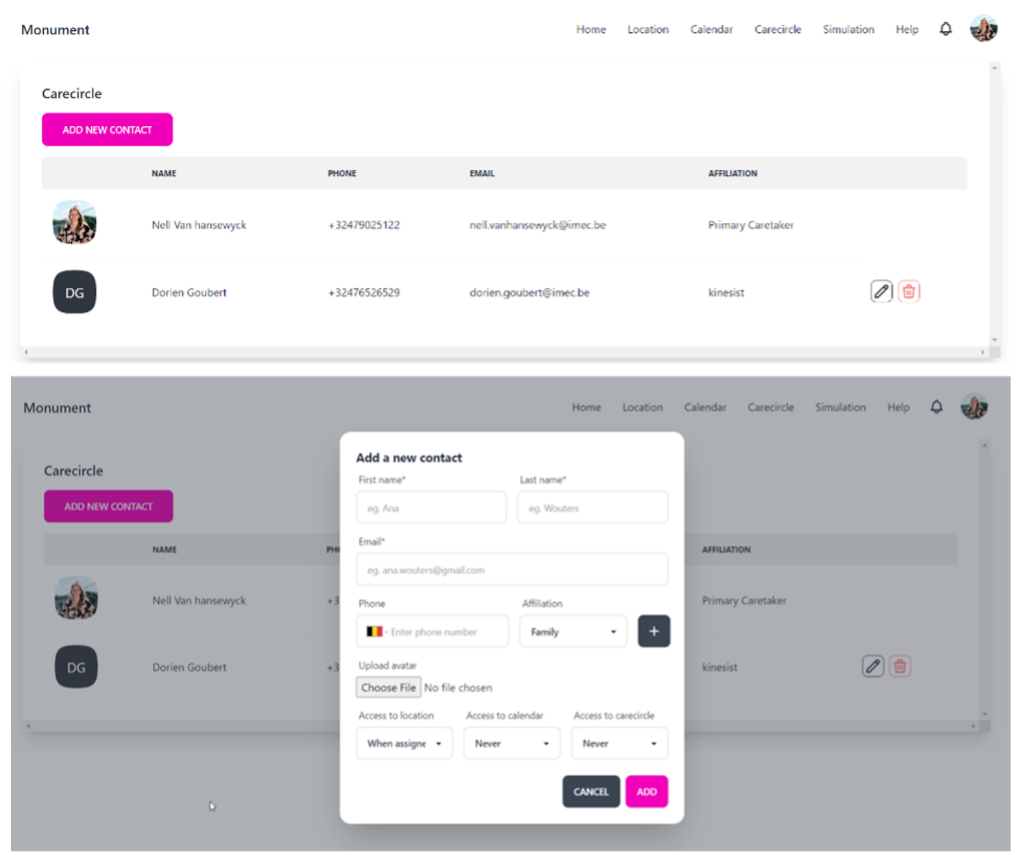 Monument Home Location Calendar Carecircle Simulation Help
Carecircle
ADD NEW CONTACT
NAME PHONE EMAIL AFFILIATION
Nell Van hansewyck +32479025122 nell.vanhansewyck@imec.be Primary Caretaker
DG Dorien Goubert +32476526529 dorien.goubert@imec.be kinesist
Monument Home Location Calendar Carecircle Simulation Help
Carecircle
ADD NEW CONTACT
NAME PH AFFILIATION
Nell Van hansewyck +3 Primary Caretaker
DG Dorien Goubert +3 kinesist
Add a new contact
First name* Last name*
eg. Ana eg. Wouters
Email*
eg. ana.wouters@gmail.com
Phone Affiliation
- Enter phone number Family +
Upload avatar
Choose File No file chosen
Access to location Access to calendar Access to carecircle
When assigne Never Never
CANCEL ADD